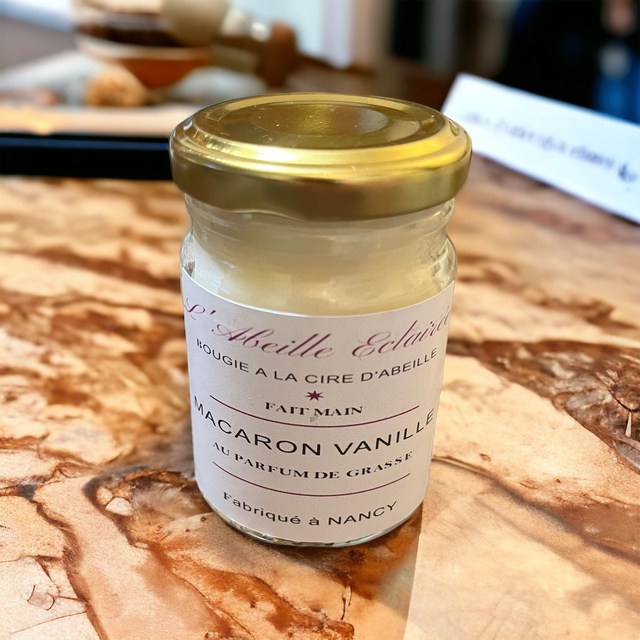 L'Abeille Eclairée
BOUGIE A LA CIRE D'ABEILLE
FAIT MAIN
MACARON VANILLE
AU PARFUM DE GRASSE
Fabriqué à NANCY